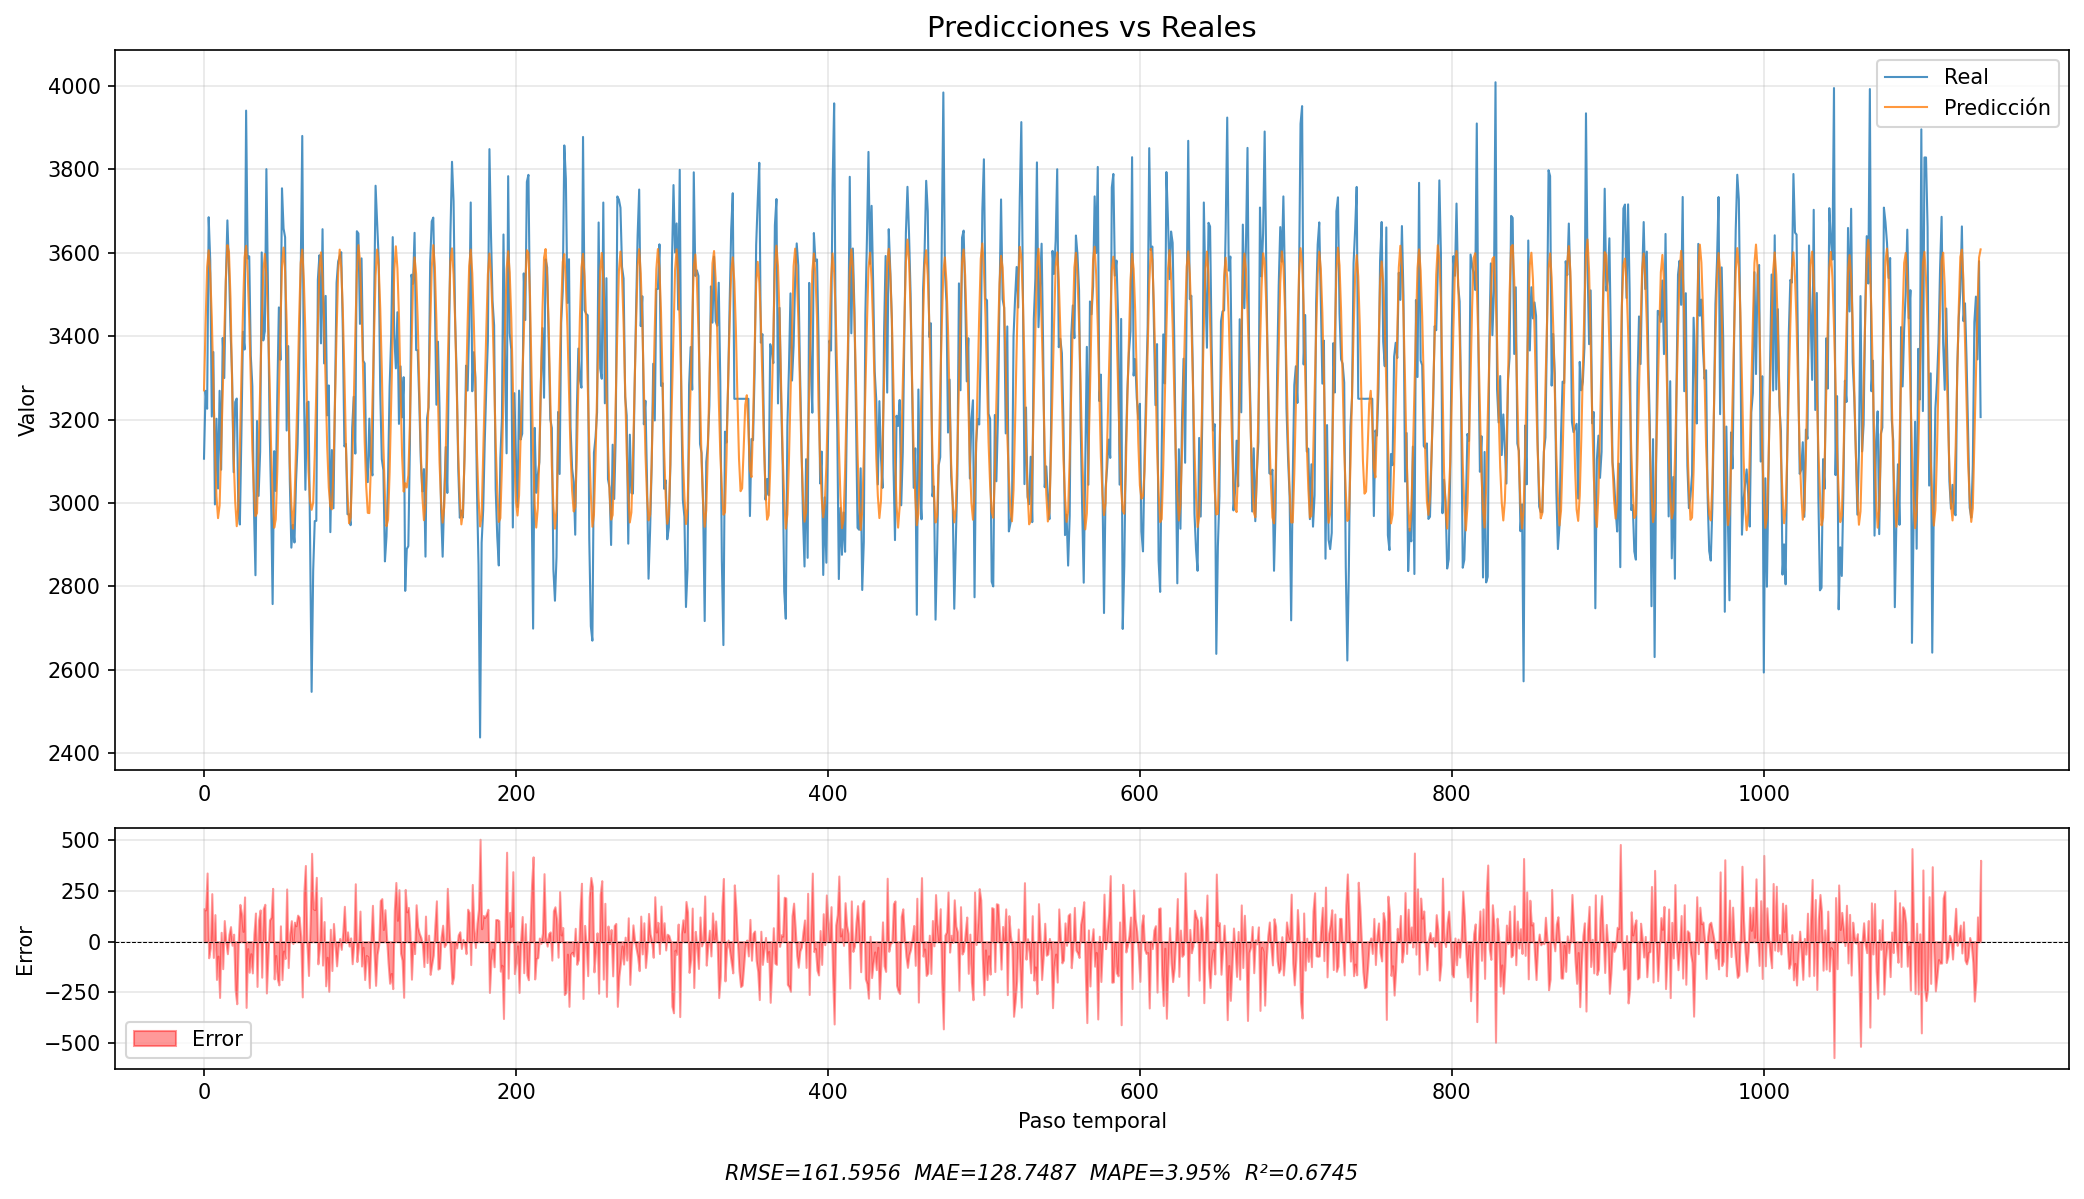 Predicciones vs Reales
4000
3800
3600
3400
3200
3000
2800
2600
2400
Valor
Real
Predicción
0 200 400 600 800 1000
500
250
0
−250
−500
Error
Error
0 200 400 600 800 1000
Paso temporal
RMSE=161.5956 MAE=128.7487 MAPE=3.95% R²=0.6745